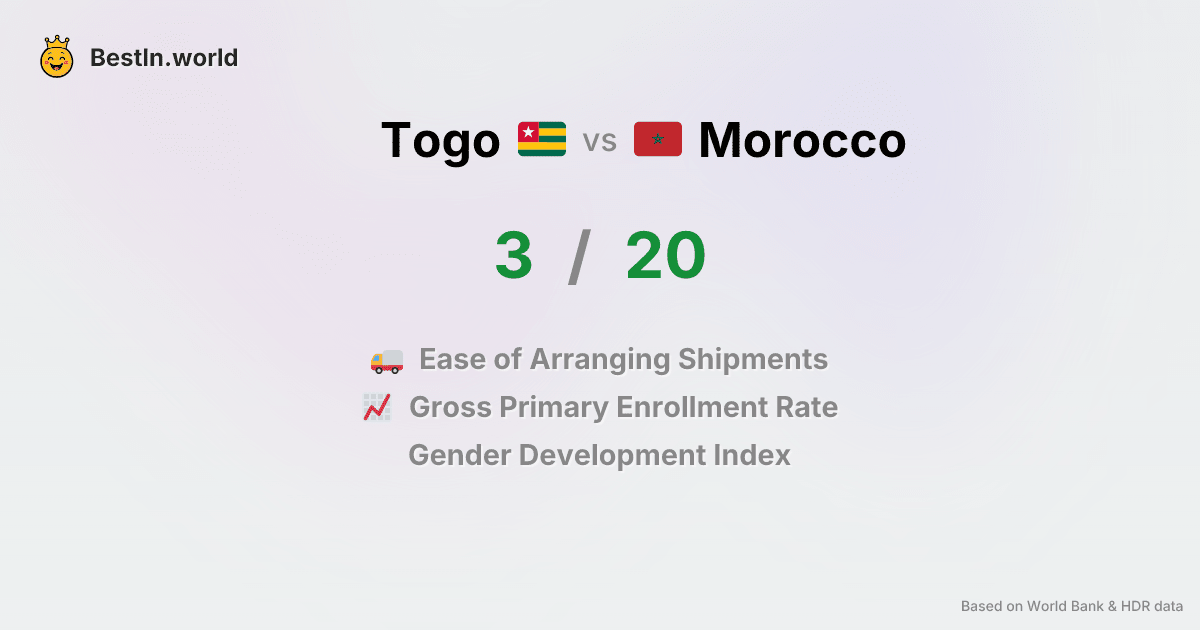 BestIn.world
Togo vs Morocco
3 / 20
Ease of Arranging Shipments
Gross Primary Enrollment Rate
Gender Development Index
Based on World Bank & HDR data